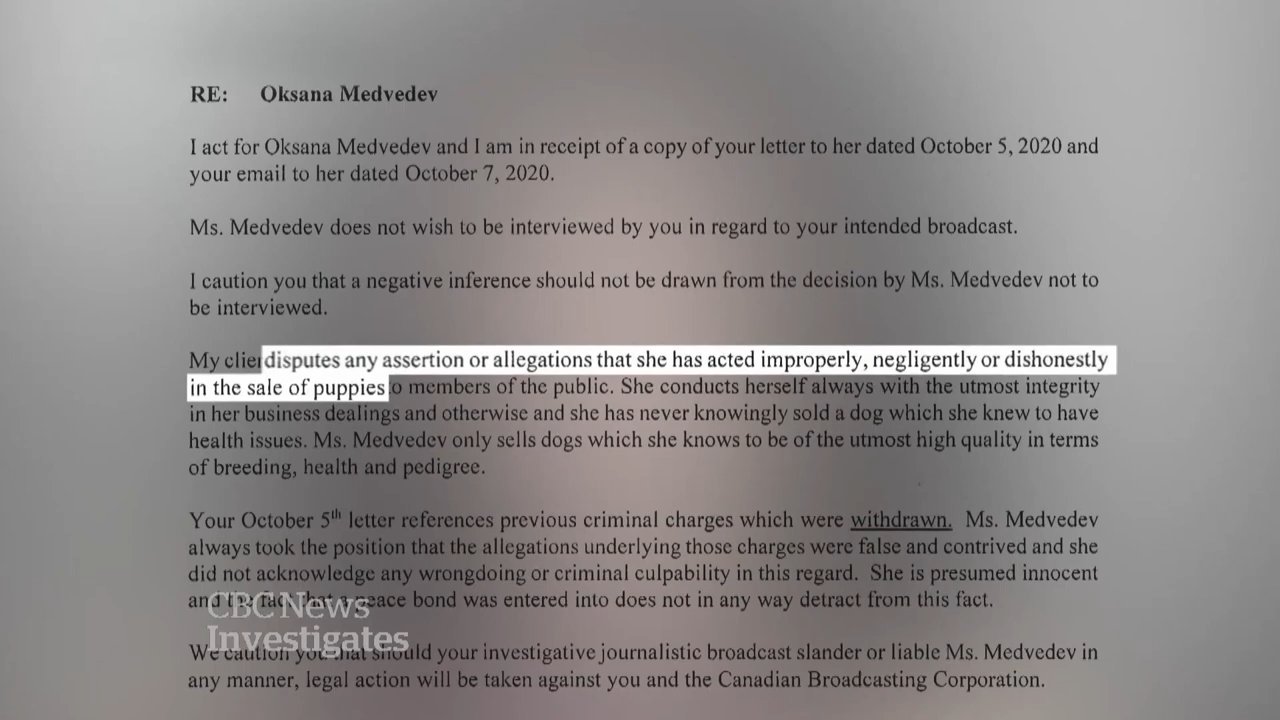 RE: Oksana Medvedev
I act for Oksana Medvedev and I am in receipt of a copy of your letter to her dated October 5, 2020 and
your email to her dated October 7, 2020.
Ms. Medvedev does not wish to be interviewed by you in regard to your intended broadcast.
I caution you that a negative inference should not be drawn from the decision by Ms. Medvedev not to
be interviewed.
My clie disputes any assertion or allegations that she has acted improperly, negligently or dishonestly
in the sale of puppies o members of the public. She conducts herself always with the utmost integrity
in her business dealings and otherwise and she has never knowingly sold a dog which she knew to have
health issues. Ms. Medvedev only sells dogs which she knows to be of the utmost high quality in terms
of breeding, health and pedigree.
Your October 5th letter references previous criminal charges which were withdrawn. Ms. Medvedev
always took the position that the allegations underlying those charges were false and contrived and she
did not acknowledge any wrongdoing or criminal culpability in this regard. She is presumed innocent
and the fact that a peace bond was entered into does not in any way detract from this fact.
CBC News
Investigates
We caution you that should your investigative journalistic broadcast slander or liable Ms. Medvedev in
any manner, legal action will be taken against you and the Canadian Broadcasting Corporation.